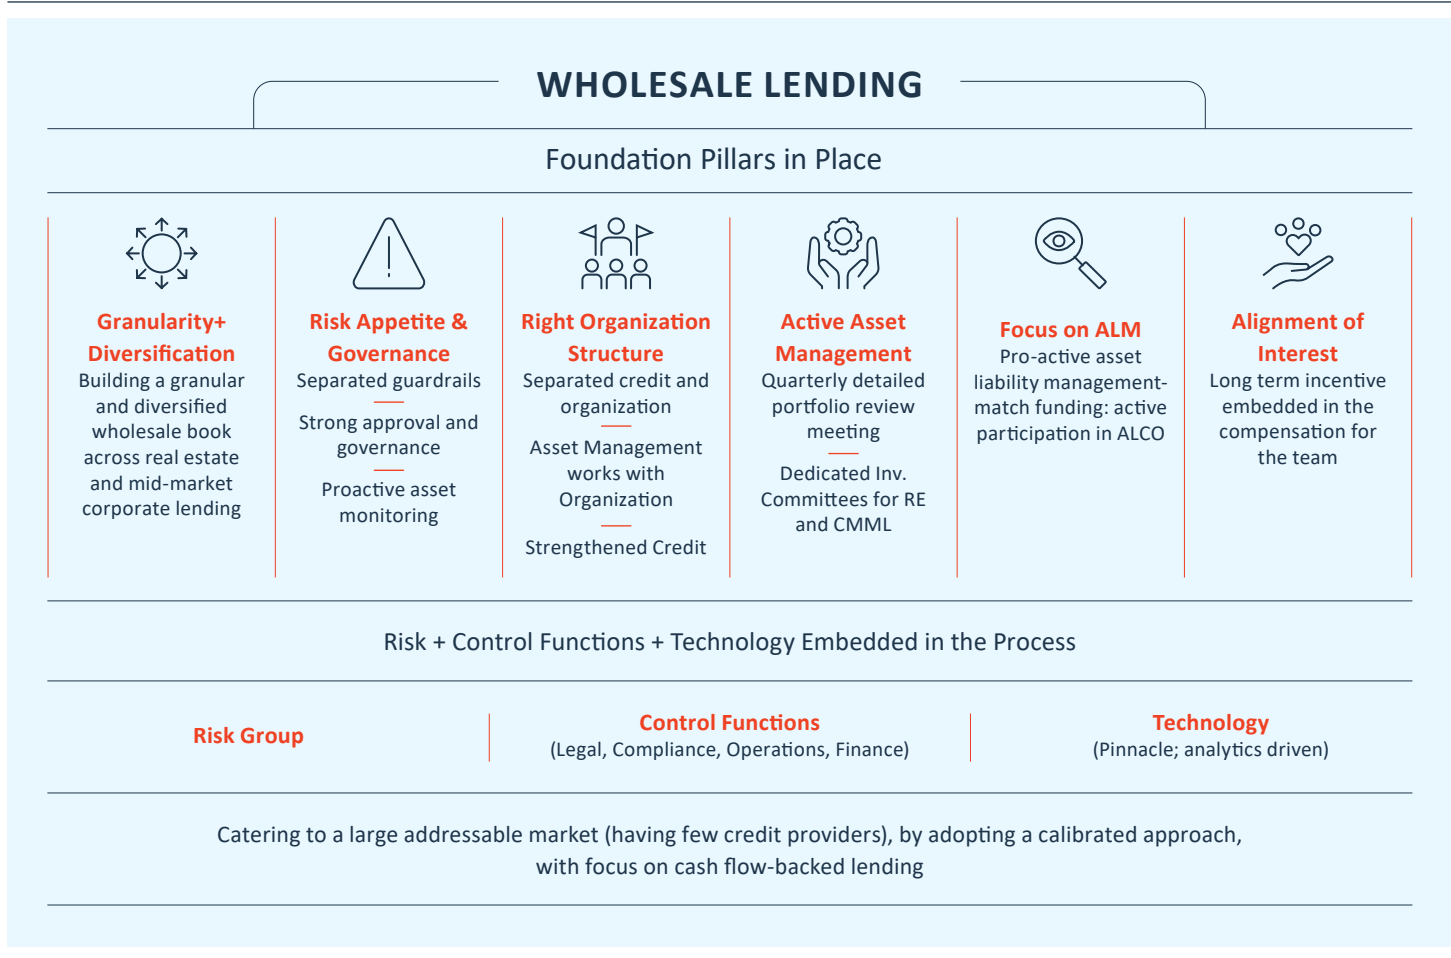 WHOLESALE LENDING
Foundation Pillars in Place
Granularity+
Diversification
Building a granular
and diversified
wholesale book
across real estate
and mid-market
corporate lending
Risk Appetite &
Governance
Separated guardrails
Strong approval and
governance
Proactive asset
monitoring
Right Organization
Structure
Separated credit and
organization
Asset Management
works with
Organization
Strengthened Credit
Active Asset
Management
Quarterly detailed
portfolio review
meeting
Dedicated Inv.
Committees for RE
and CMML
Focus on ALM
Pro-active asset
liability management-
match funding: active
participation in ALCO
Alignment of
Interest
Long term incentive
embedded in the
compensation for
the team
Risk + Control Functions + Technology Embedded in the Process
Risk Group
Control Functions
(Legal, Compliance, Operations, Finance)
Technology
(Pinnacle; analytics driven)
Catering to a large addressable market (having few credit providers), by adopting a calibrated approach,
with focus on cash flow-backed lending